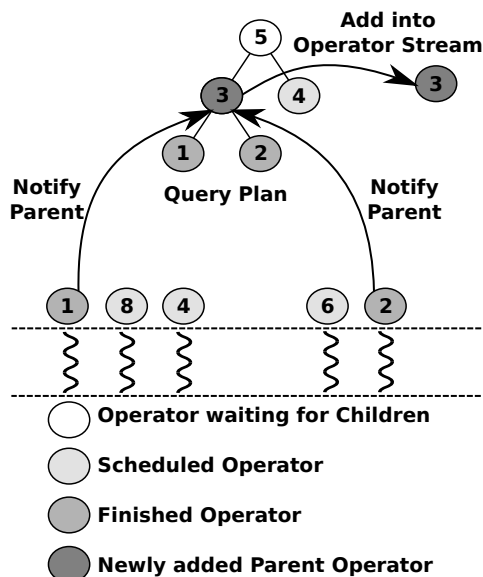 5
Add into
Operator Stream
3
4
3
1
2
Query Plan
Notify
Parent
Notify
Parent
1
8
4
6
2
Operator waiting for Children
Scheduled Operator
Finished Operator
Newly added Parent Operator